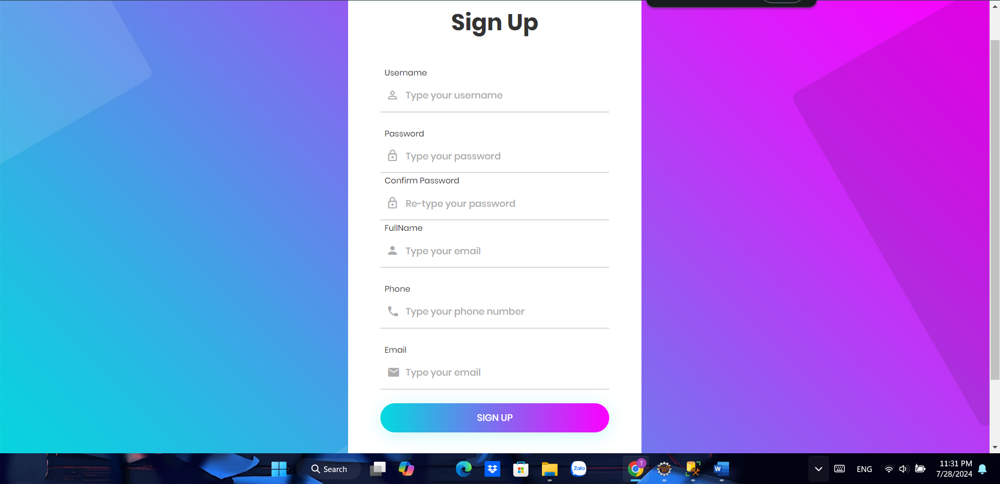 Sign Up
Username
Type your username
Password
Type your password
Confirm Password
Re-type your password
FullName
Type your email
Phone
Type your phone number
Email
Type your email
SIGN UP
Search
Zalo
T
W
ENG
11:31 PM
7/28/2024